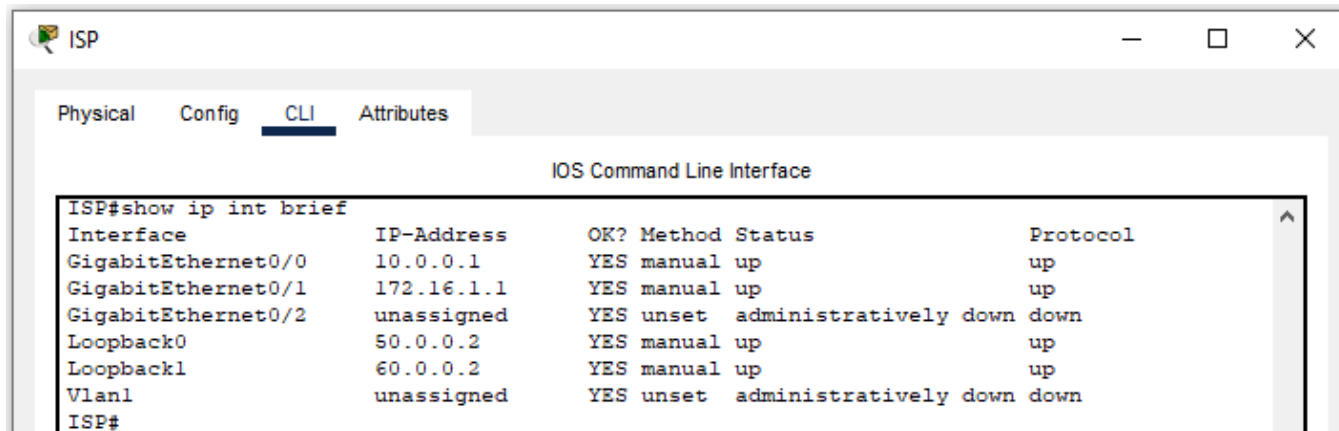 ISP
Physical Config CLI Attributes
IOS Command Line Interface
ISP#show ip int brief
Interface IP-Address OK? Method Status Protocol
GigabitEthernet0/0 10.0.0.1 YES manual up up
GigabitEthernet0/1 172.16.1.1 YES manual up up
GigabitEthernet0/2 unassigned YES unset administratively down down
Loopback0 50.0.0.2 YES manual up up
Loopback1 60.0.0.2 YES manual up up
Vlan1 unassigned YES unset administratively down down
ISP#